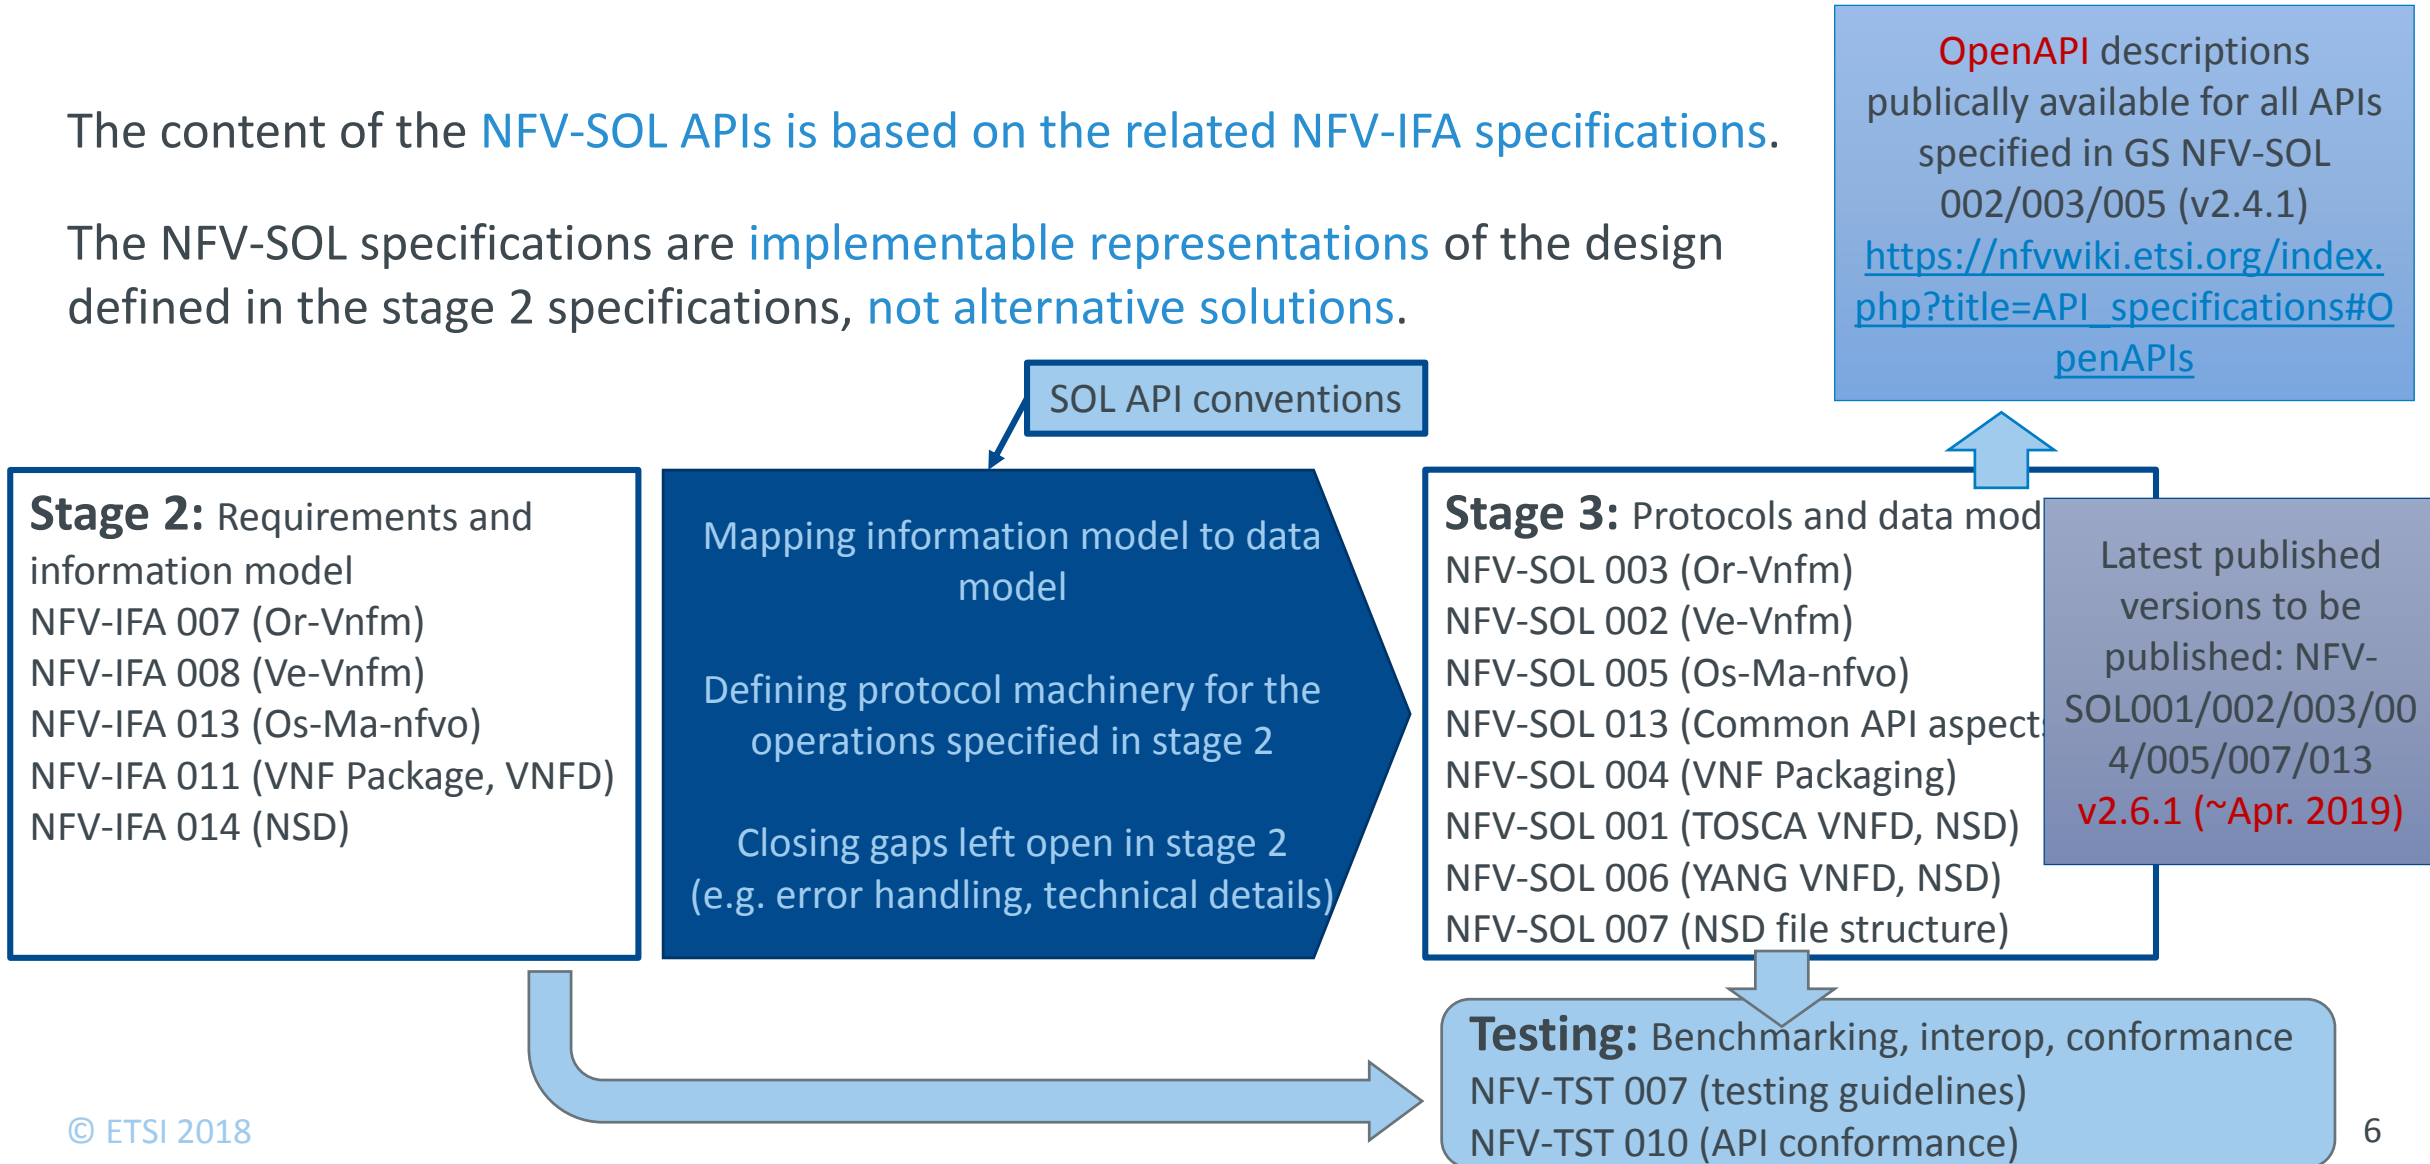 The content of the NFV-SOL APIs is based on the related NFV-IFA specifications.
The NFV-SOL specifications are implementable representations of the design
defined in the stage 2 specifications, not alternative solutions.
OpenAPI descriptions
publically available for all APIs
specified in GS NFV-SOL
002/003/005 (v2.4.1)
https://nfvwiki.etsi.org/index.
php?title=API_specifications#O
penAPIs
SOL API conventions
Stage 2: Requirements and
information model
NFV-IFA 007 (Or-Vnfm)
NFV-IFA 008 (Ve-Vnfm)
NFV-IFA 013 (Os-Ma-nfvo)
NFV-IFA 011 (VNF Package, VNFD)
NFV-IFA 014 (NSD)
Mapping information model to data
model
Defining protocol machinery for the
operations specified in stage 2
Closing gaps left open in stage 2
(e.g. error handling, technical details)
Stage 3: Protocols and data mod
NFV-SOL 003 (Or-Vnfm)
NFV-SOL 002 (Ve-Vnfm)
NFV-SOL 005 (Os-Ma-nfvo)
NFV-SOL 013 (Common API aspects
NFV-SOL 004 (VNF Packaging)
NFV-SOL 001 (TOSCA VNFD, NSD)
NFV-SOL 006 (YANG VNFD, NSD)
NFV-SOL 007 (NSD file structure)
Latest published
versions to be
published: NFV-
SOL001/002/003/00
4/005/007/013
v2.6.1 (~Apr. 2019)
Testing: Benchmarking, interop, conformance
NFV-TST 007 (testing guidelines)
NFV-TST 010 (API conformance)
© ETSI 2018
6